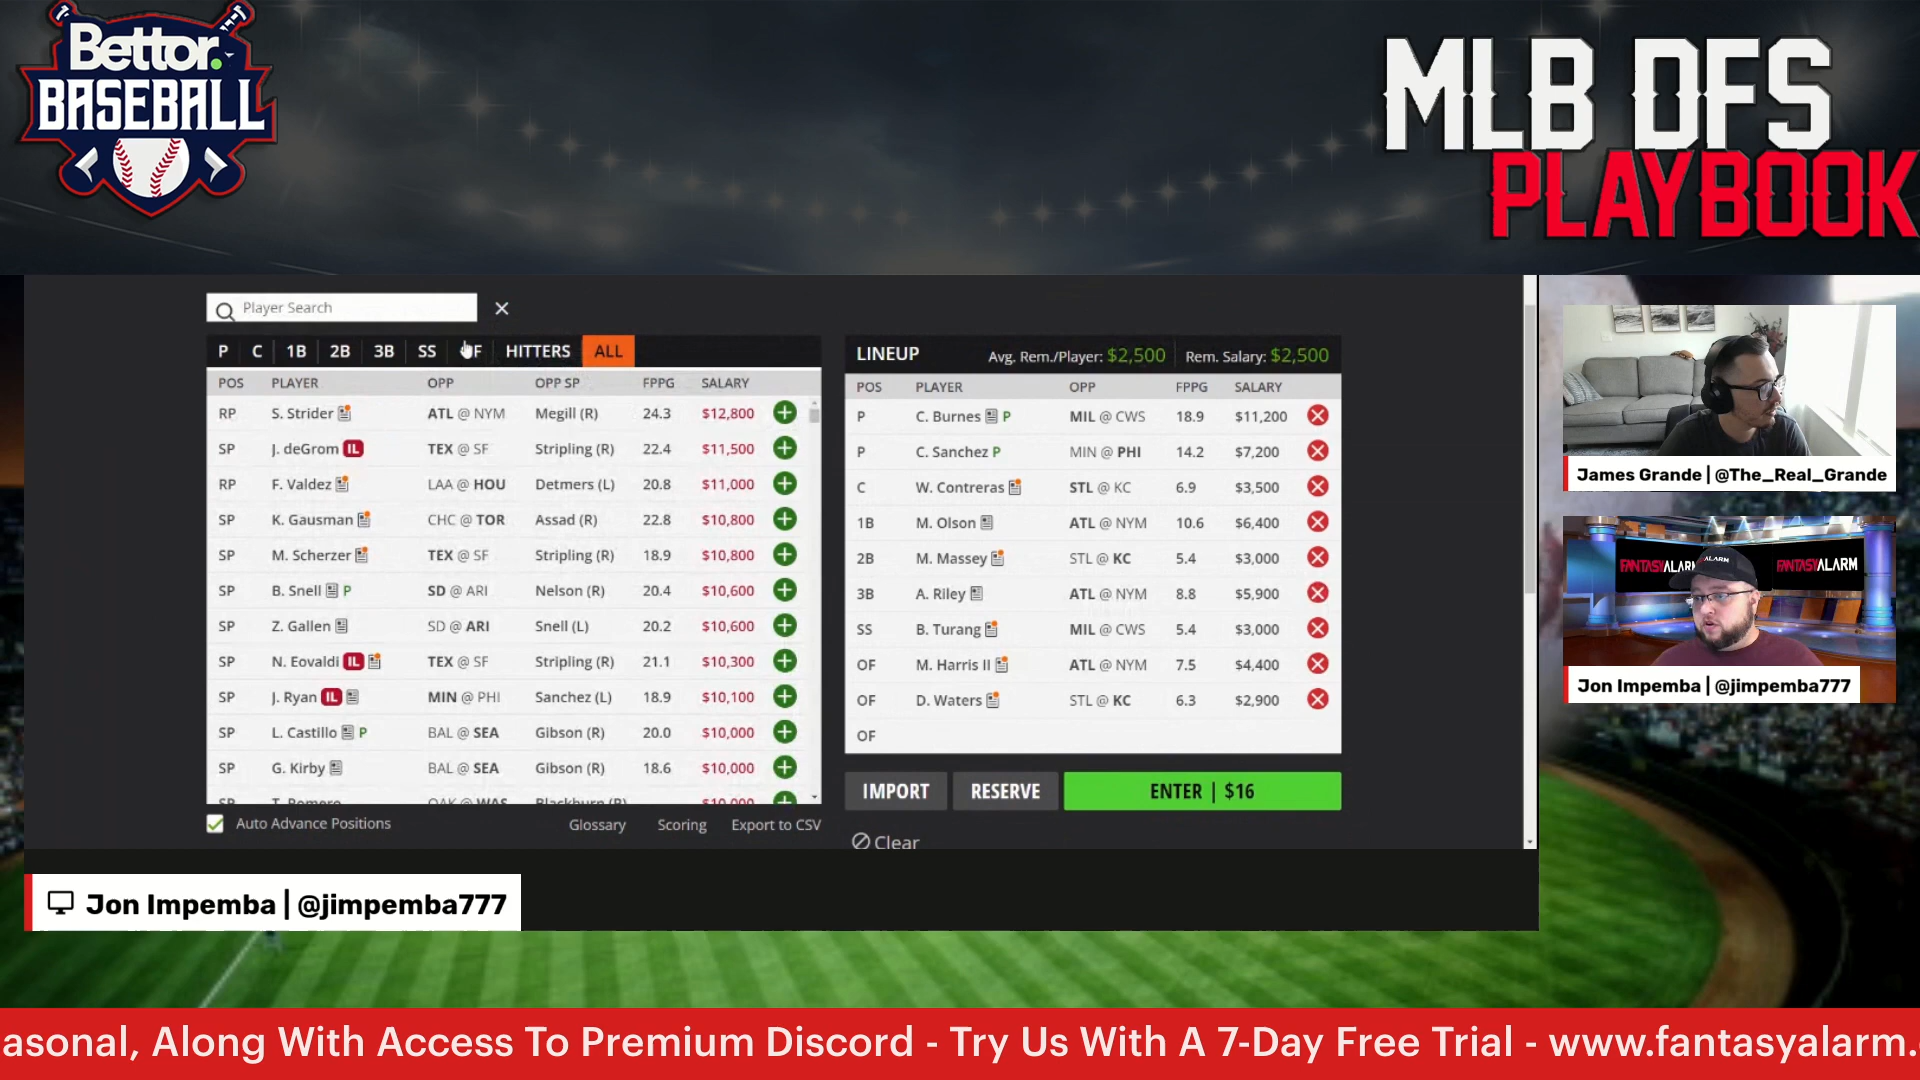 Bettor.
BASEBALL
MLB DFS
PLAYBOOK
Player Search
P C 1B 2B 3B SS HITTERS ALL
POS PLAYER OPP OPP SP FPPG SALARY
RP S. Strider ATL @ NYM Megill (R) 24.3 $12,800
SP J. deGrom IL TEX @ SF Stripling (R) 22.4 $11,500
RP F. Valdez LAA @ HOU Detmers (L) 20.8 $11,000
SP K. Gausman CHC @ TOR Assad (R) 22.8 $10,800
SP M. Scherzer TEX @ SF Stripling (R) 18.9 $10,800
SP B. Snell P SD @ ARI Nelson (R) 20.4 $10,600
SP Z. Gallen SD @ ARI Snell (L) 20.2 $10,600
SP N. Eovaldi IL TEX @ SF Stripling (R) 21.1 $10,300
SP J. Ryan IL MIN @ PHI Sanchez (L) 18.9 $10,100
SP L. Castillo P BAL @ SEA Gibson (R) 20.0 $10,000
SP G. Kirby BAL @ SEA Gibson (R) 18.6 $10,000
Auto Advance Positions Glossary Scoring Export to CSV
LINEUP Avg. Rem./Player: $2,500 Rem. Salary: $2,500
POS PLAYER OPP FPPG SALARY
P C. Burnes P MIL @ CWS 18.9 $11,200
P C. Sanchez P MIN @ PHI 14.2 $7,200
C W. Contreras STL @ KC 6.9 $3,500
1B M. Olson ATL @ NYM 10.6 $6,400
2B M. Massey STL @ KC 5.4 $3,000
3B A. Riley ATL @ NYM 8.8 $5,900
SS B. Turang MIL @ CWS 5.4 $3,000
OF M. Harris II ATL @ NYM 7.5 $4,400
OF D. Waters STL @ KC 6.3 $2,900
OF
IMPORT RESERVE ENTER | $16
Clear
James Grande | @The_Real_Grande
FANTASYALARM
ALARM
FANTASYALARM
Jon Impemba | @jimpemba777
Jon Impemba | @jimpemba777
asonal, Along With Access To Premium Discord - Try Us With A 7-Day Free Trial - www.fantasyalarm.